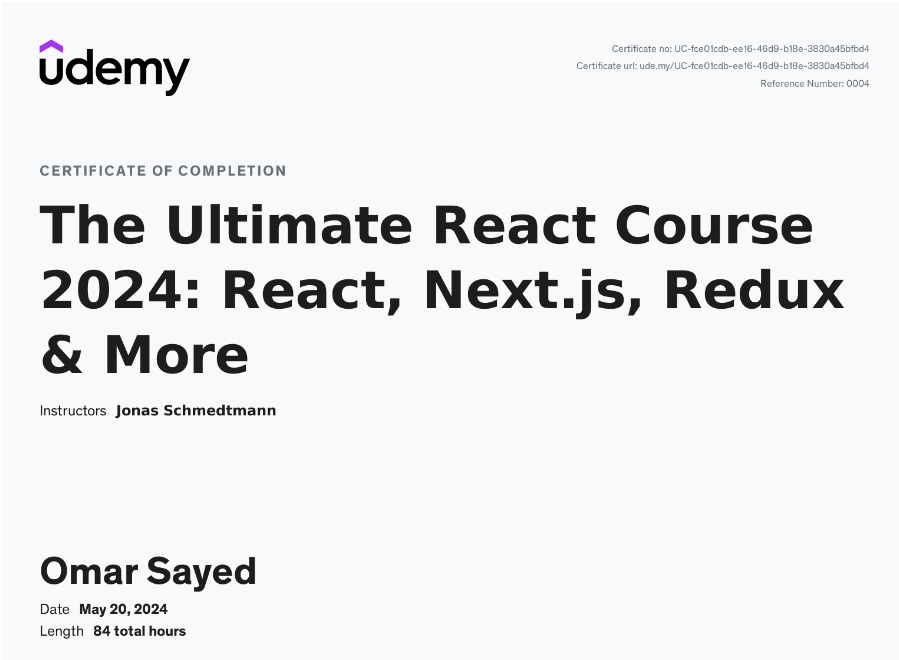 udemy
Certificate no: UC-fce01cdb-ee16-46d9-b18e-3830a45bfbd4
Certificate url: ude.my/UC-fce01cdb-ee16-46d9-b18e-3830a45bfbd4
Reference Number: 0004
CERTIFICATE OF COMPLETION
The Ultimate React Course
2024: React, Next.js, Redux
& More
Instructors Jonas Schmedtmann
Omar Sayed
Date May 20, 2024
Length 84 total hours